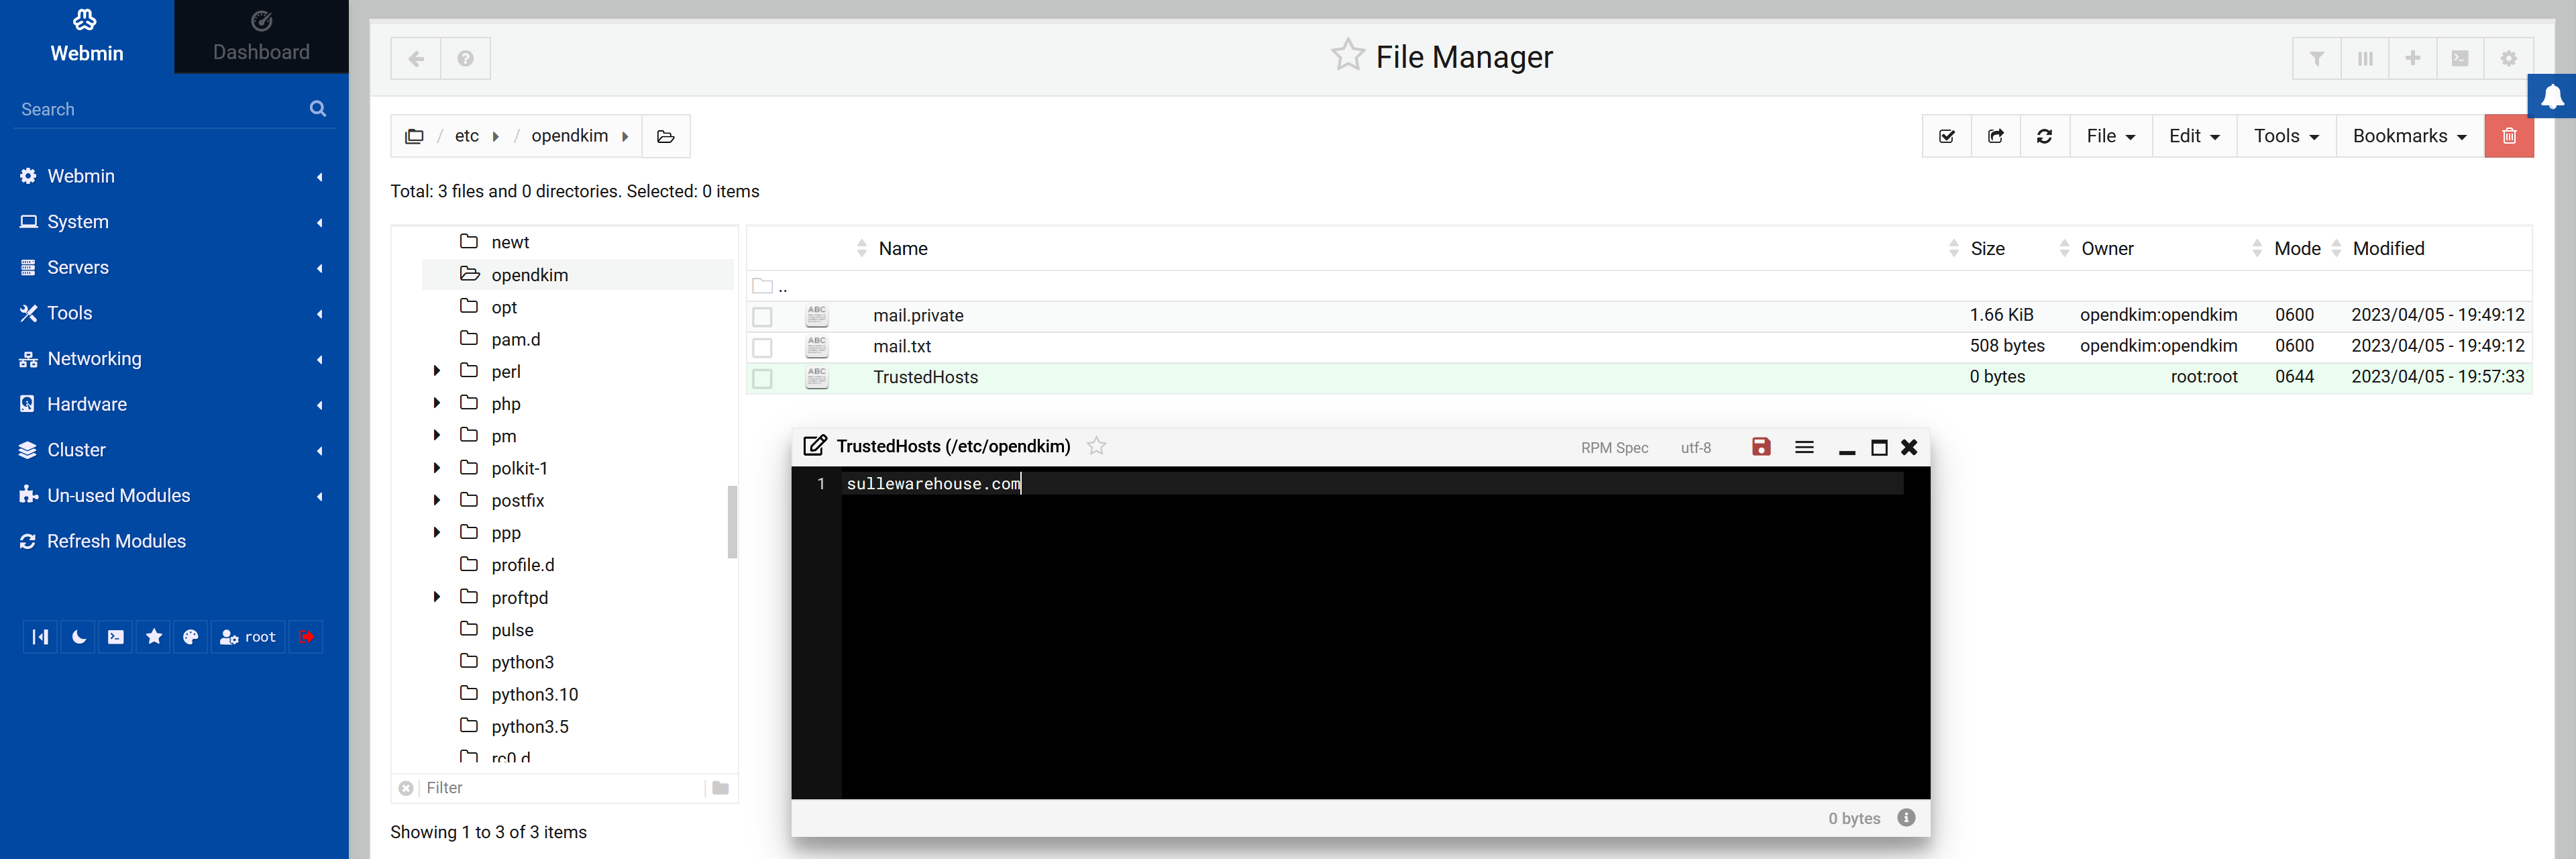 Webmin
Dashboard
Search
Webmin
System
Servers
Tools
Networking
Hardware
Cluster
Un-used Modules
Refresh Modules
root
File Manager
/ etc / opendkim
File Edit Tools Bookmarks
Total: 3 files and 0 directories. Selected: 0 items
newt
opendkim
opt
pam.d
perl
php
pm
polkit-1
postfix
ppp
profile.d
proftpd
pulse
python3
python3.10
python3.5
rc0.d
Filter
Showing 1 to 3 of 3 items
Name Size Owner Mode Modified
..
ABC mail.private 1.66 KiB opendkim:opendkim 0600 2023/04/05 - 19:49:12
ABC mail.txt 508 bytes opendkim:opendkim 0600 2023/04/05 - 19:49:12
ABC TrustedHosts 0 bytes root:root 0644 2023/04/05 - 19:57:33
TrustedHosts (/etc/opendkim) RPM Spec utf-8
1 sullewarehouse.com
0 bytes